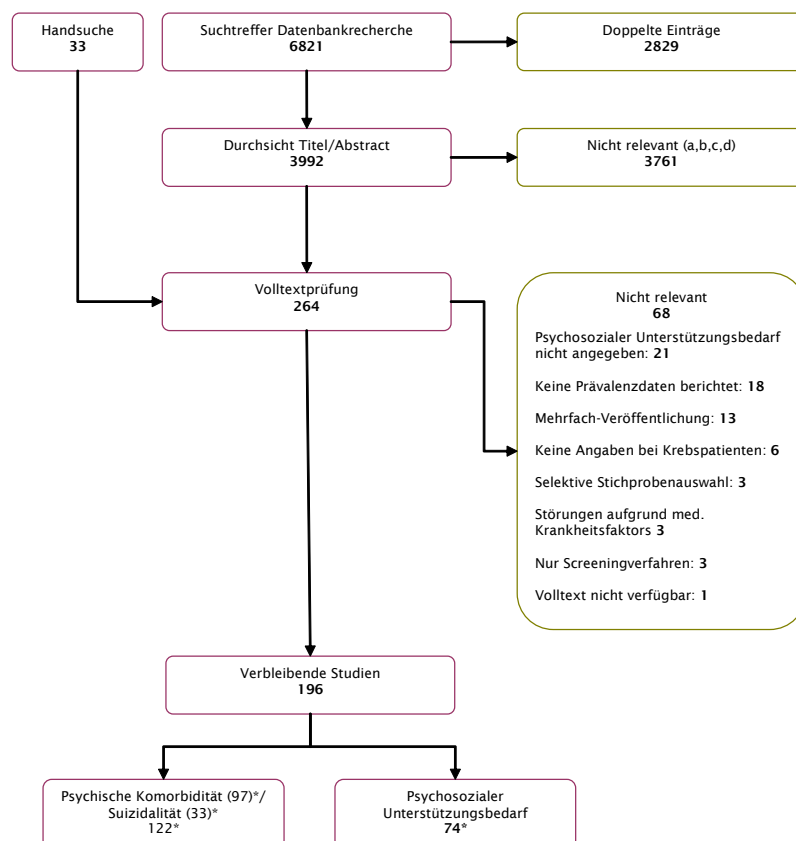 Handsuche
33
Suchtreffer Datenbankrecherche
6821
Doppelte Einträge
2829
Durchsicht Titel/Abstract
3992
Nicht relevant (a,b,c,d)
3761
Volltextprüfung
264
Nicht relevant
68
Psychosozialer Unterstützungsbedarf
nicht angegeben: 21
Keine Prävalenzdaten berichtet: 18
Mehrfach-Veröffentlichung: 13
Keine Angaben bei Krebspatienten: 6
Selektive Stichprobenauswahl: 3
Störungen aufgrund med.
Krankheitsfaktors 3
Nur Screeningverfahren: 3
Volltext nicht verfügbar: 1
Verbleibende Studien
196
Psychische Komorbidität (97)*/
Suizidalität (33)*
122*
Psychosozialer
Unterstützungsbedarf
74*